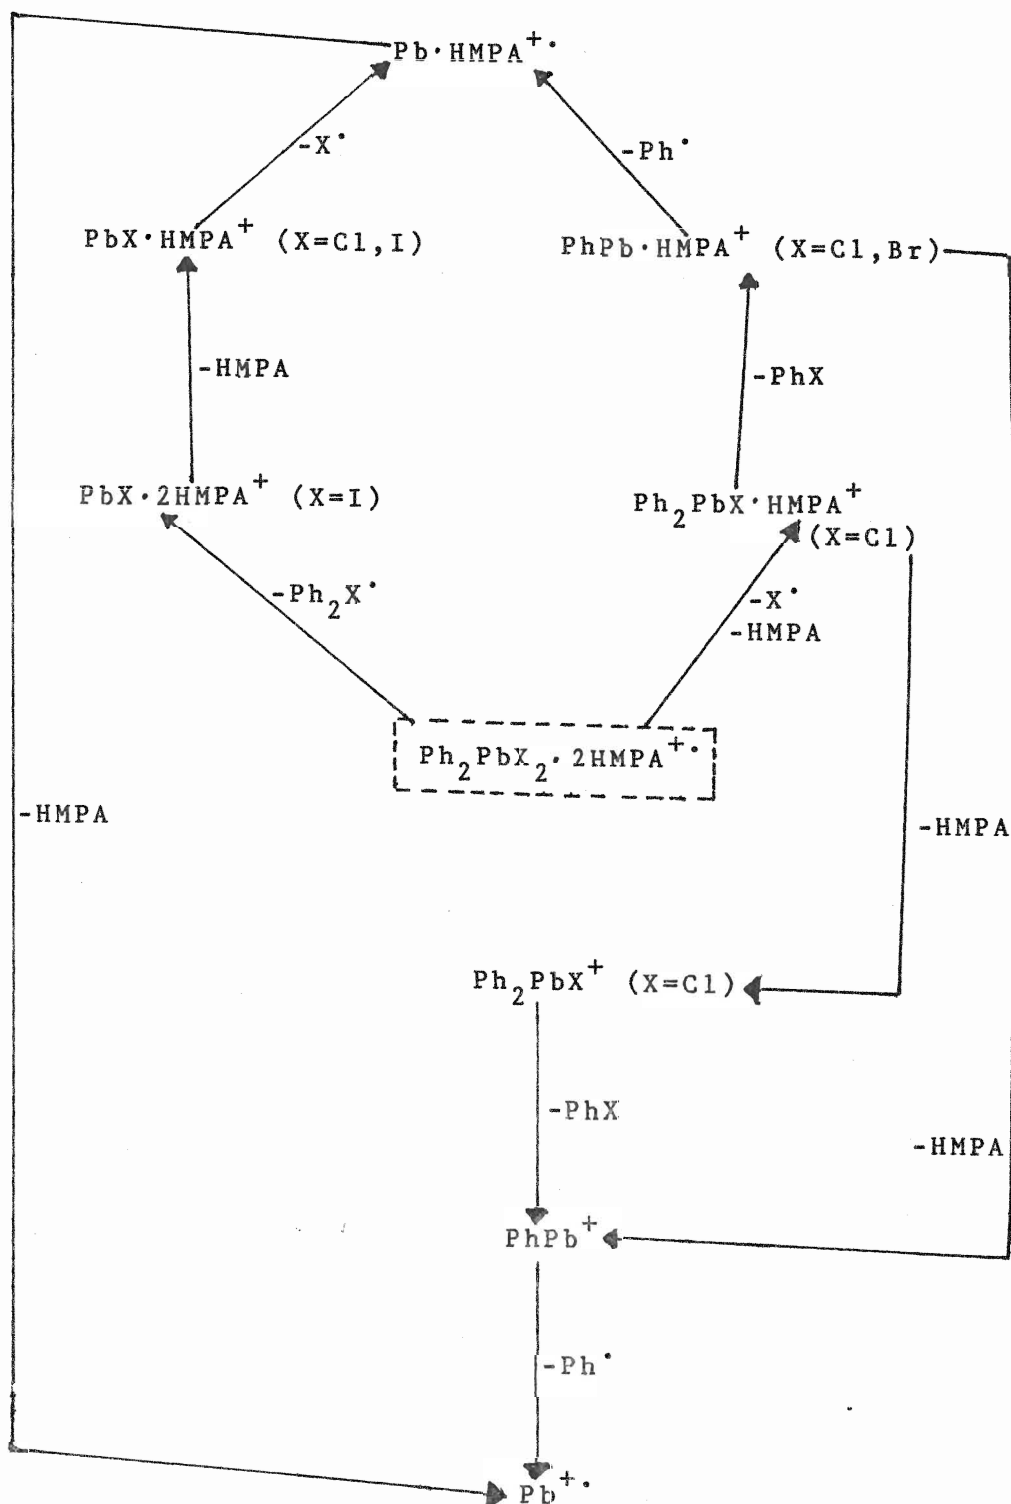 Pb·HMPA⁺·
-X·
-Ph·
PbX·HMPA⁺ (X=Cl,I)
PhPb·HMPA⁺ (X=Cl,Br)
-HMPA
-PhX
PbX·2HMPA⁺ (X=I)
Ph₂PbX·HMPA⁺
(X=Cl)
-Ph₂X·
-X·
-HMPA
Ph₂PbX₂·2HMPA⁺·
-HMPA
-HMPA
Ph₂PbX⁺ (X=Cl)
-PhX
-HMPA
PhPb⁺
-Ph·
Pb⁺·